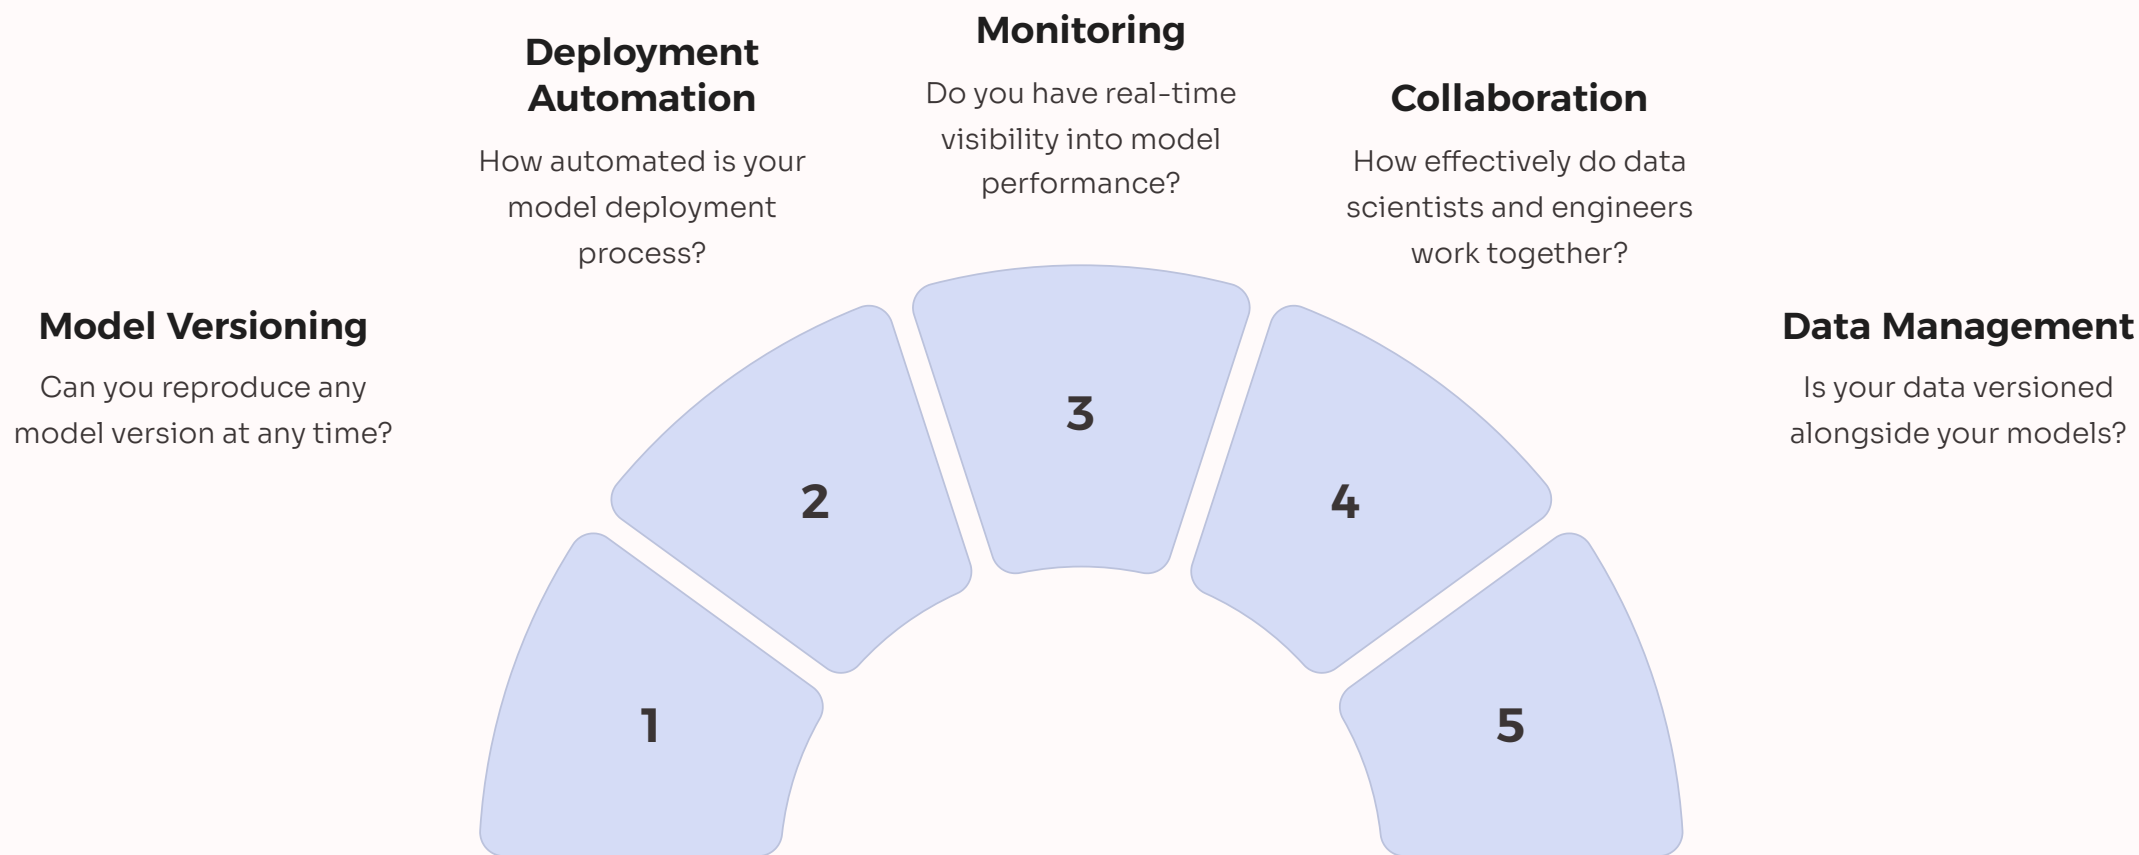 Model Versioning
Can you reproduce any
model version at any time?
Deployment
Automation
How automated is your
model deployment
process?
Monitoring
Do you have real-time
visibility into model
performance?
Collaboration
How effectively do data
scientists and engineers
work together?
Data Management
Is your data versioned
alongside your models?
1
2
3
4
5